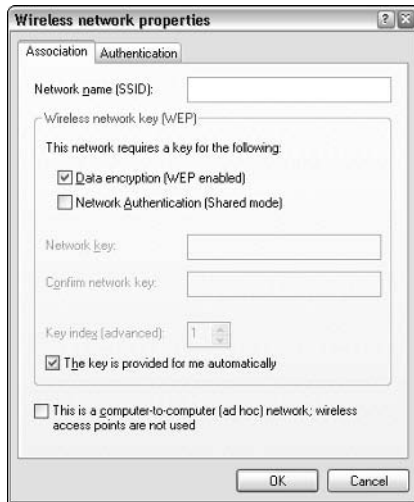 Wireless network properties
Association
Authentication
Network name (SSID):
Wireless network key (WEP)
This network requires a key for the following:
Data encryption (WEP enabled)
Network Authentication (Shared mode)
Network key:
Confirm network key:
Key index (advanced): 1
The key is provided for me automatically
This is a computer-to-computer (ad hoc) network; wireless
access points are not used
OK
Cancel